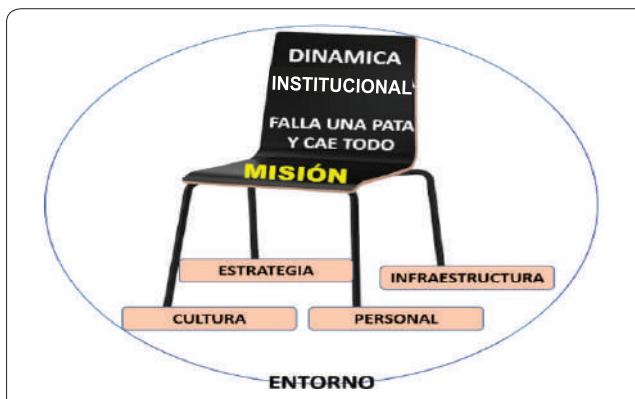 DINAMICA
INSTITUCIONAL
FALLA UNA PATA
Y CAE TODO
MISIÓN
ESTRATEGIA
INFRAESTRUCTURA
CULTURA
PERSONAL
ENTORNO